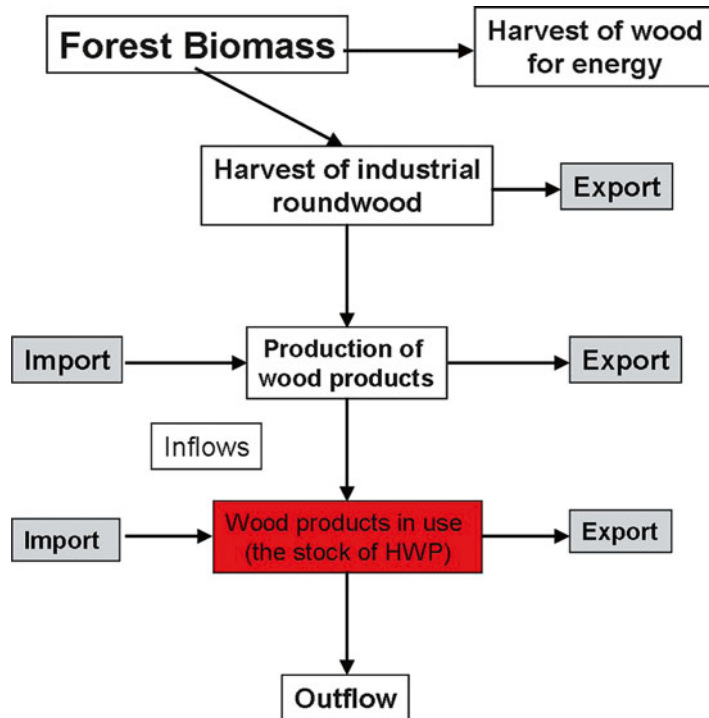 Forest Biomass
Harvest of wood
for energy
Harvest of industrial
roundwood
Export
Import
Production of
wood products
Export
Inflows
Import
Wood products in use
(the stock of HWP)
Export
Outflow